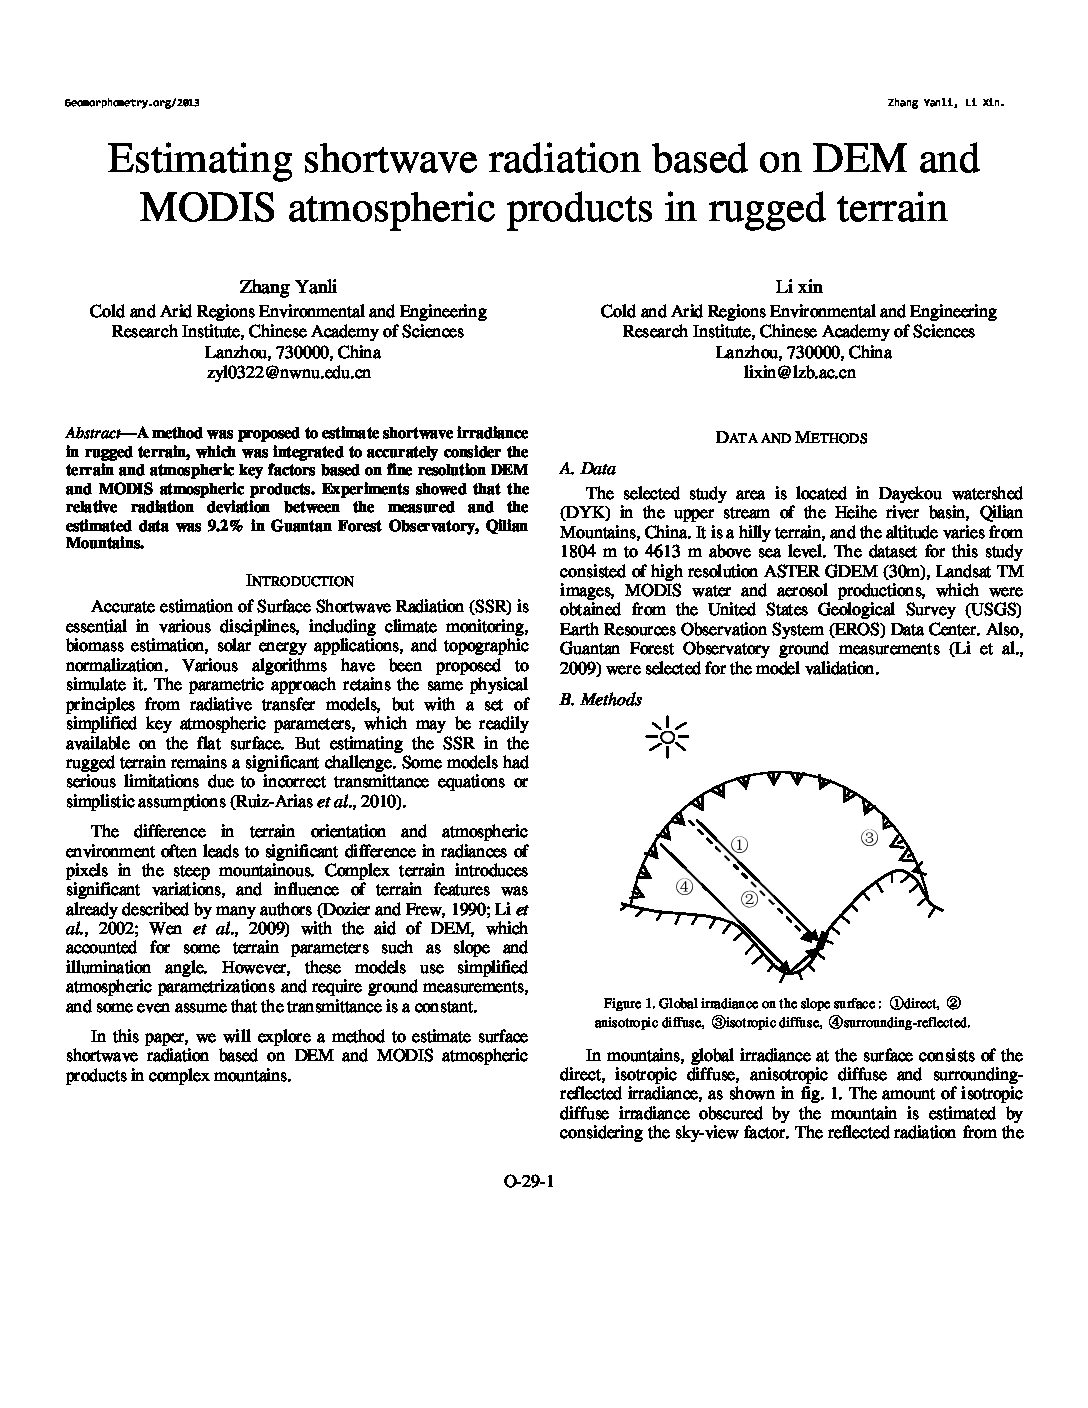 Geomorphometry.org/2013
Zhang Yanli, Li Xin.
Estimating shortwave radiation based on DEM and
MODIS atmospheric products in rugged terrain
Zhang Yanli
Cold and Arid Regions Environmental and Engineering
Research Institute, Chinese Academy of Sciences
Lanzhou, 730000, China
zyl0322@nwnu.edu.cn
Li xin
Cold and Arid Regions Environmental and Engineering
Research Institute, Chinese Academy of Sciences
Lanzhou, 730000, China
lixin@lzb.ac.cn
Abstract—A method was proposed to estimate shortwave irradiance
in rugged terrain, which was integrated to accurately consider the
terrain and atmospheric key factors based on fine resolution DEM
and MODIS atmospheric products. Experiments showed that the
relative radiation deviation between the measured and the
estimated data was 9.2% in Guantan Forest Observatory, Qilian
Mountains.
INTRODUCTION
Accurate estimation of Surface Shortwave Radiation (SSR) is
essential in various disciplines, including climate monitoring,
biomass estimation, solar energy applications, and topographic
normalization. Various algorithms have been proposed to
simulate it. The parametric approach retains the same physical
principles from radiative transfer models, but with a set of
simplified key atmospheric parameters, which may be readily
available on the flat surface. But estimating the SSR in the
rugged terrain remains a significant challenge. Some models had
serious limitations due to incorrect transmittance equations or
simplistic assumptions (Ruiz-Arias et al., 2010).
The difference in terrain orientation and atmospheric
environment often leads to significant difference in radiances of
pixels in the steep mountainous. Complex terrain introduces
significant variations, and influence of terrain features was
already described by many authors (Dozier and Frew, 1990; Li et
al., 2002; Wen et al., 2009) with the aid of DEM, which
accounted for some terrain parameters such as slope and
illumination angle. However, these models use simplified
atmospheric parametrizations and require ground measurements,
and some even assume that the transmittance is a constant.
In this paper, we will explore a method to estimate surface
shortwave radiation based on DEM and MODIS atmospheric
products in complex mountains.
DATA AND METHODS
A. Data
The selected study area is located in Dayekou watershed
(DYK) in the upper stream of the Heihe river basin, Qilian
Mountains, China. It is a hilly terrain, and the altitude varies from
1804 m to 4613 m above sea level. The dataset for this study
consisted of high resolution ASTER GDEM (30m), Landsat TM
images, MODIS water and aerosol productions, which were
obtained from the United States Geological Survey (USGS)
Earth Resources Observation System (EROS) Data Center. Also,
Guantan Forest Observatory ground measurements (Li et al.,
2009) were selected for the model validation.
B. Methods
①
③
④
②
Figure 1. Global irradiance on the slope surface: ①direct, ②
anisotropic diffuse, ③isotropic diffuse, ④surrounding-reflected.
In mountains, global irradiance at the surface consists of the
direct, isotropic diffuse, anisotropic diffuse and surrounding-
reflected irradiance, as shown in fig. 1. The amount of isotropic
diffuse irradiance obscured by the mountain is estimated by
considering the sky-view factor. The reflected radiation from the
O-29-1